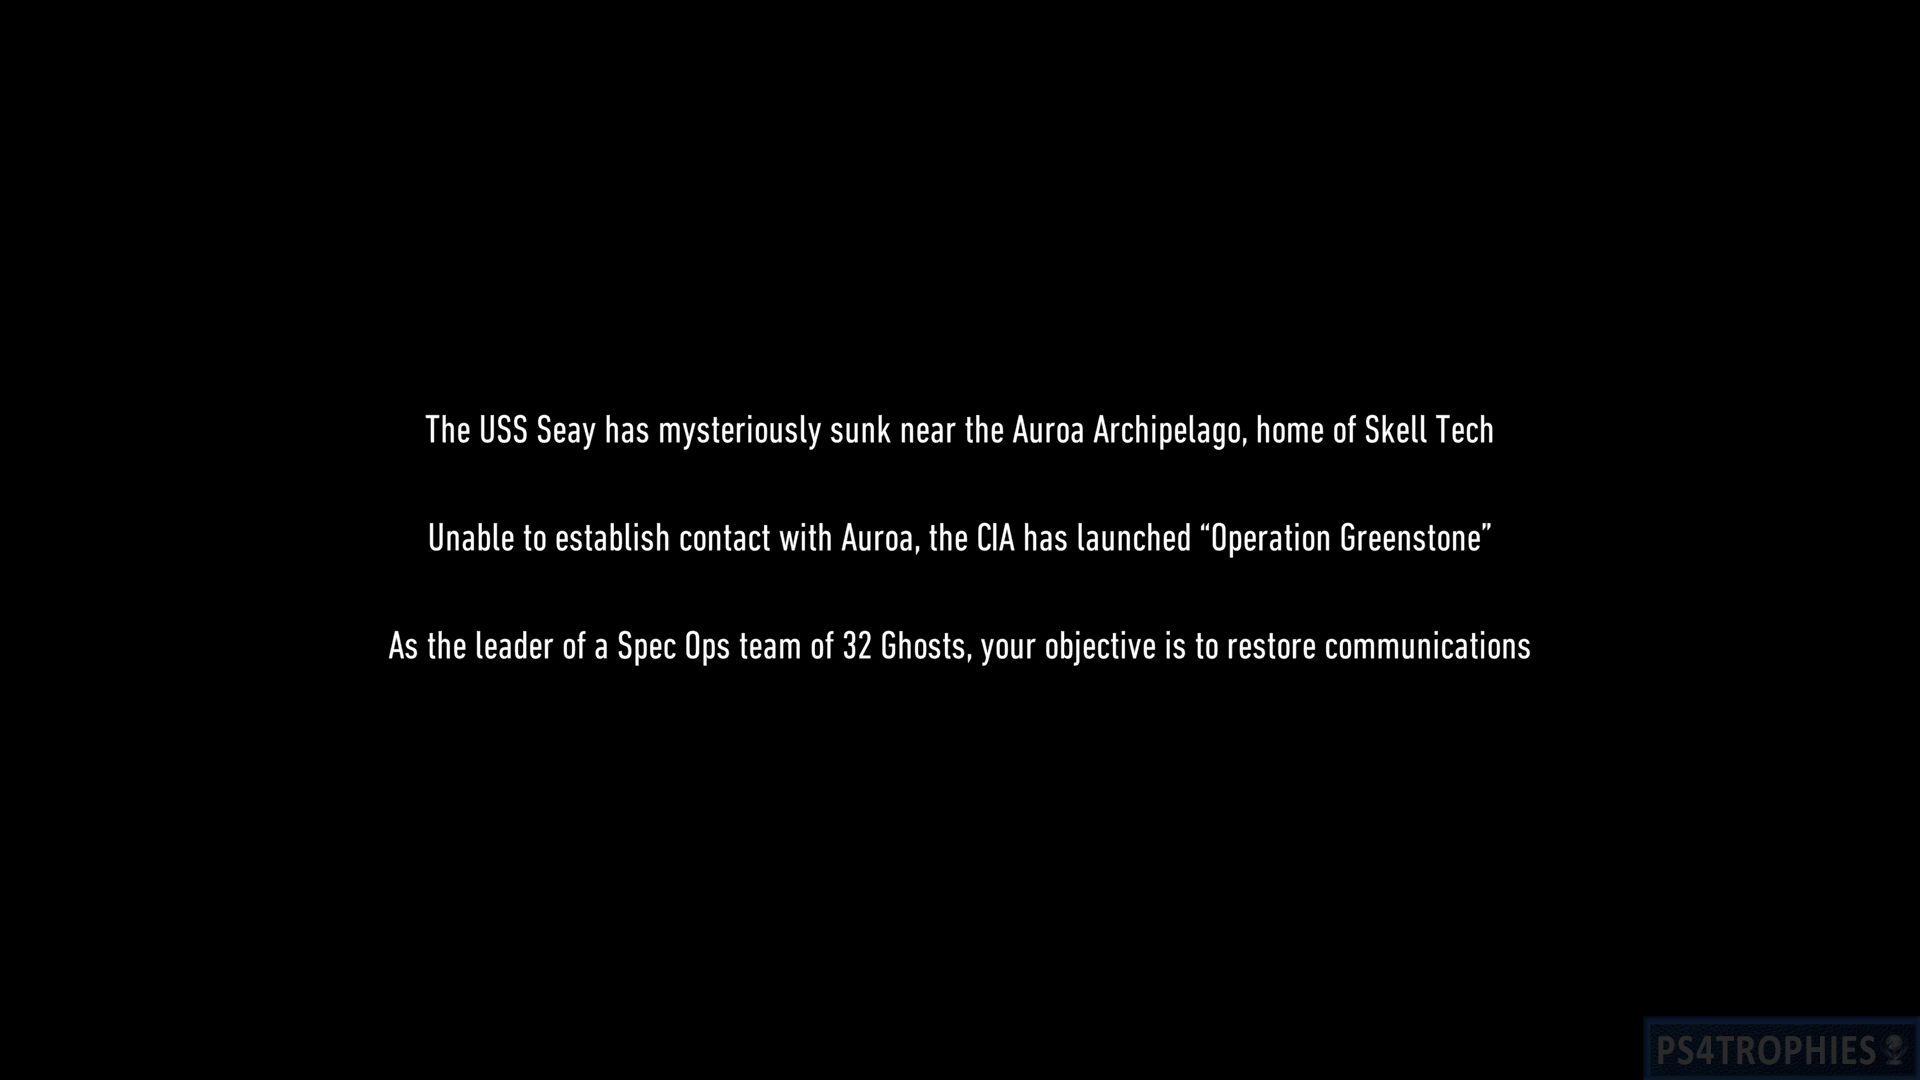 The USS Seay has mysteriously sunk near the Auroa Archipelago, home of Skell Tech
Unable to establish contact with Auroa, the CIA has launched “Operation Greenstone”
As the leader of a Spec Ops team of 32 Ghosts, your objective is to restore communications
PS4TROPHIES